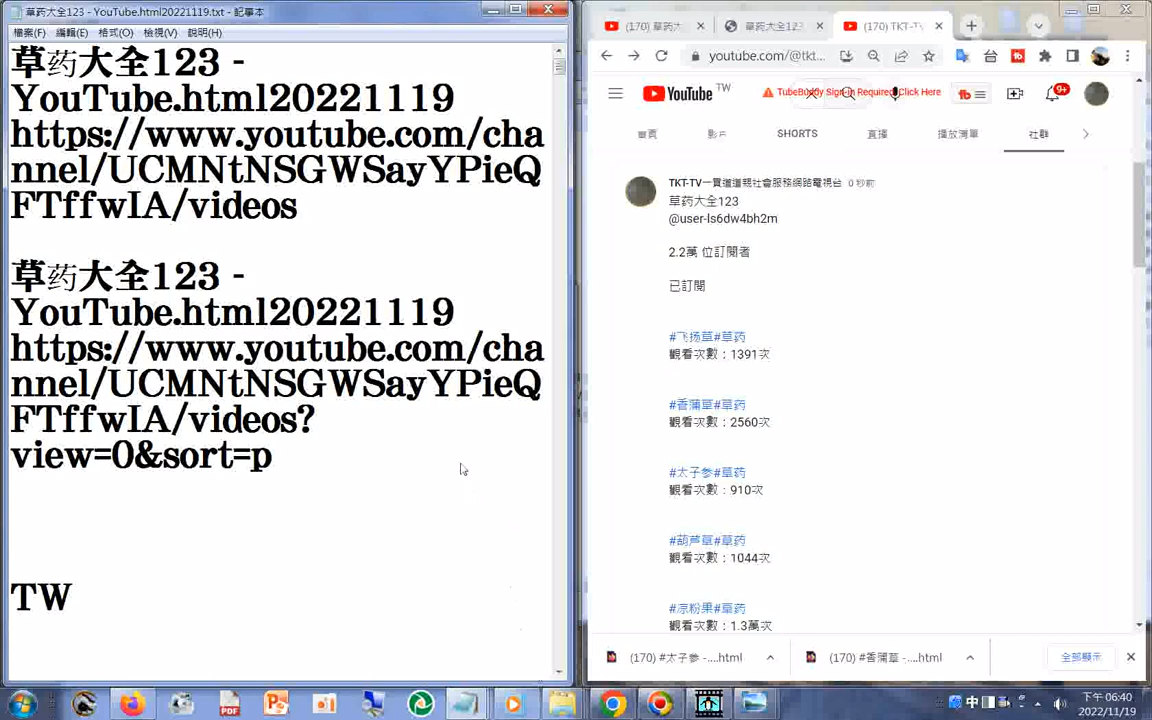 草药大全123 - YouTube.html20221119.txt - 記事本
檔案(F) 編輯(E) 格式(O) 檢視(V) 說明(H)
草药大全123 -
YouTube.html20221119
https://www.youtube.com/cha
nnel/UCMNtNSGWSayYPieQ
FTffwIA/videos
草药大全123 -
YouTube.html20221119
https://www.youtube.com/cha
nnel/UCMNtNSGWSayYPieQ
FTffwIA/videos?
view=0&sort=p
TW
(170) 草药大
草药大全123
(170) TKT-TV
youtube.com/@tkt...
YouTube TW
TubeBuddy Sign In Required Click Here
9+
首頁 影片 SHORTS 直播 播放清單 社群
TKT-TV一貫道道親社會服務網路電視台 0 秒前
草药大全123
@user-ls6dw4bh2m
2.2萬 位訂閱者
已訂閱
#飞扬草#草药
觀看次數：1391次
#香蒲草#草药
觀看次數：2560次
#太子参#草药
觀看次數：910次
#葫芦草#草药
觀看次數：1044次
#凉粉果#草药
觀看次數：1.3萬次
(170) #太子参 -....html
(170) #香蒲草 -....html
全部顯示
PDF
中
下午 06:40
2022/11/19